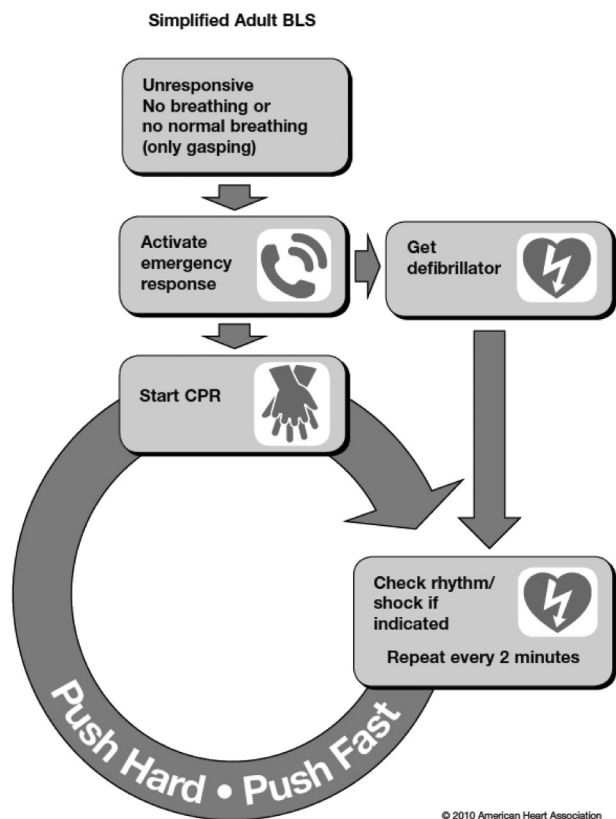 Simplified Adult BLS
Unresponsive
No breathing or
no normal breathing
(only gasping)
Activate
emergency
response
Get
defibrillator
Start CPR
Check rhythm/
shock if
indicated
Repeat every 2 minutes
Push Hard • Push Fast
© 2010 American Heart Association